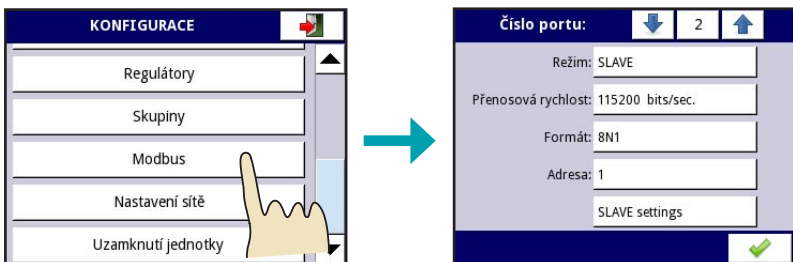 KONFIGURACE
Regulátory
Skupiny
Modbus
Nastavení sítě
Uzamknutí jednotky
Číslo portu: 2
Režim: SLAVE
Přenosová rychlost: 115200 bits/sec.
Formát: 8N1
Adresa: 1
SLAVE settings